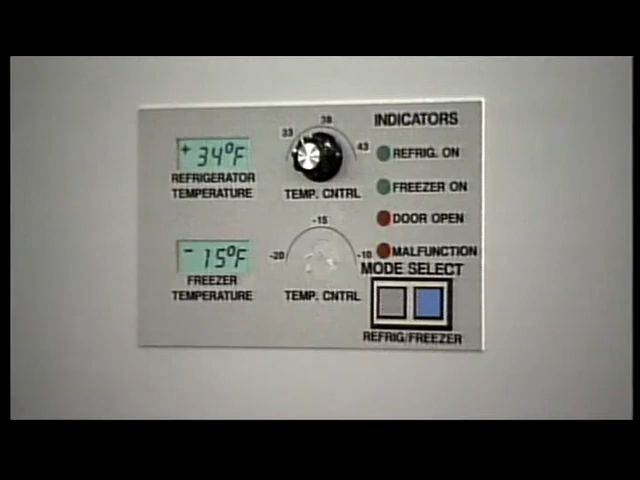 +34°F
REFRIGERATOR
TEMPERATURE
33 38 43
TEMP. CNTRL
-15°F
FREEZER
TEMPERATURE
-20 -15 -10
TEMP. CNTRL
INDICATORS
REFRIG. ON
FREEZER ON
DOOR OPEN
MALFUNCTION
MODE SELECT
REFRIG/FREEZER